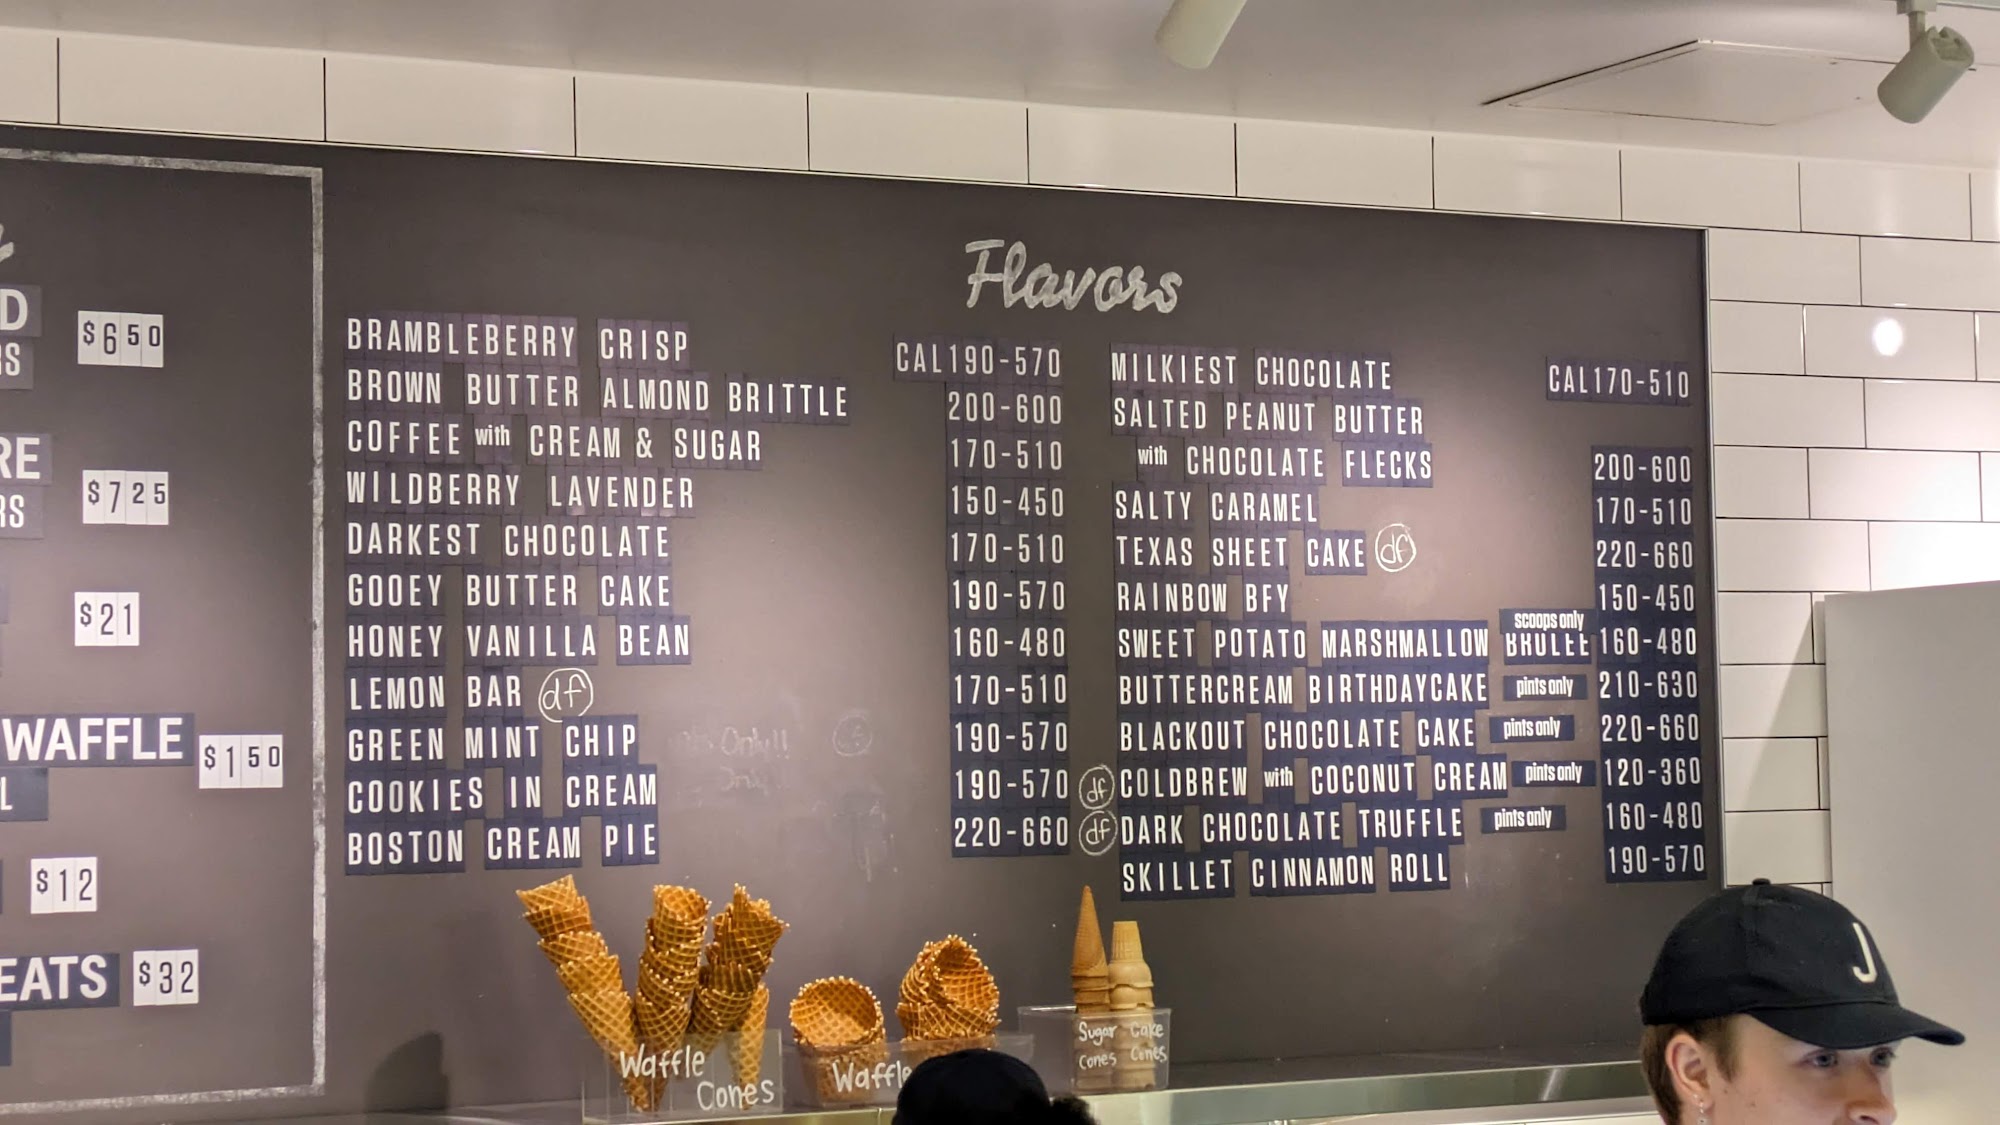 D
RS
$650
RE
RS
$725
$21
WAFFLE
L
$150
$12
EATS
$32
Flavors
BRAMBLEBERRY CRISP CAL190-570
BROWN BUTTER ALMOND BRITTLE 200-600
COFFEE with CREAM & SUGAR 170-510
WILDBERRY LAVENDER 150-450
DARKEST CHOCOLATE 170-510
GOOEY BUTTER CAKE 190-570
HONEY VANILLA BEAN 160-480
LEMON BAR df 170-510
GREEN MINT CHIP 190-570
COOKIES IN CREAM 190-570
BOSTON CREAM PIE 220-660
MILKIEST CHOCOLATE CAL170-510
SALTED PEANUT BUTTER
with CHOCOLATE FLECKS 200-600
SALTY CARAMEL 170-510
TEXAS SHEET CAKE df 220-660
RAINBOW BFY 150-450
scoops only
SWEET POTATO MARSHMALLOW BRULEE 160-480
BUTTERCREAM BIRTHDAYCAKE pints only 210-630
BLACKOUT CHOCOLATE CAKE pints only 220-660
df COLDBREW with COCONUT CREAM pints only 120-360
df DARK CHOCOLATE TRUFFLE pints only 160-480
SKILLET CINNAMON ROLL 190-570
Waffle
Cones
Waffle
Sugar
Cones
Cake
Cones
J